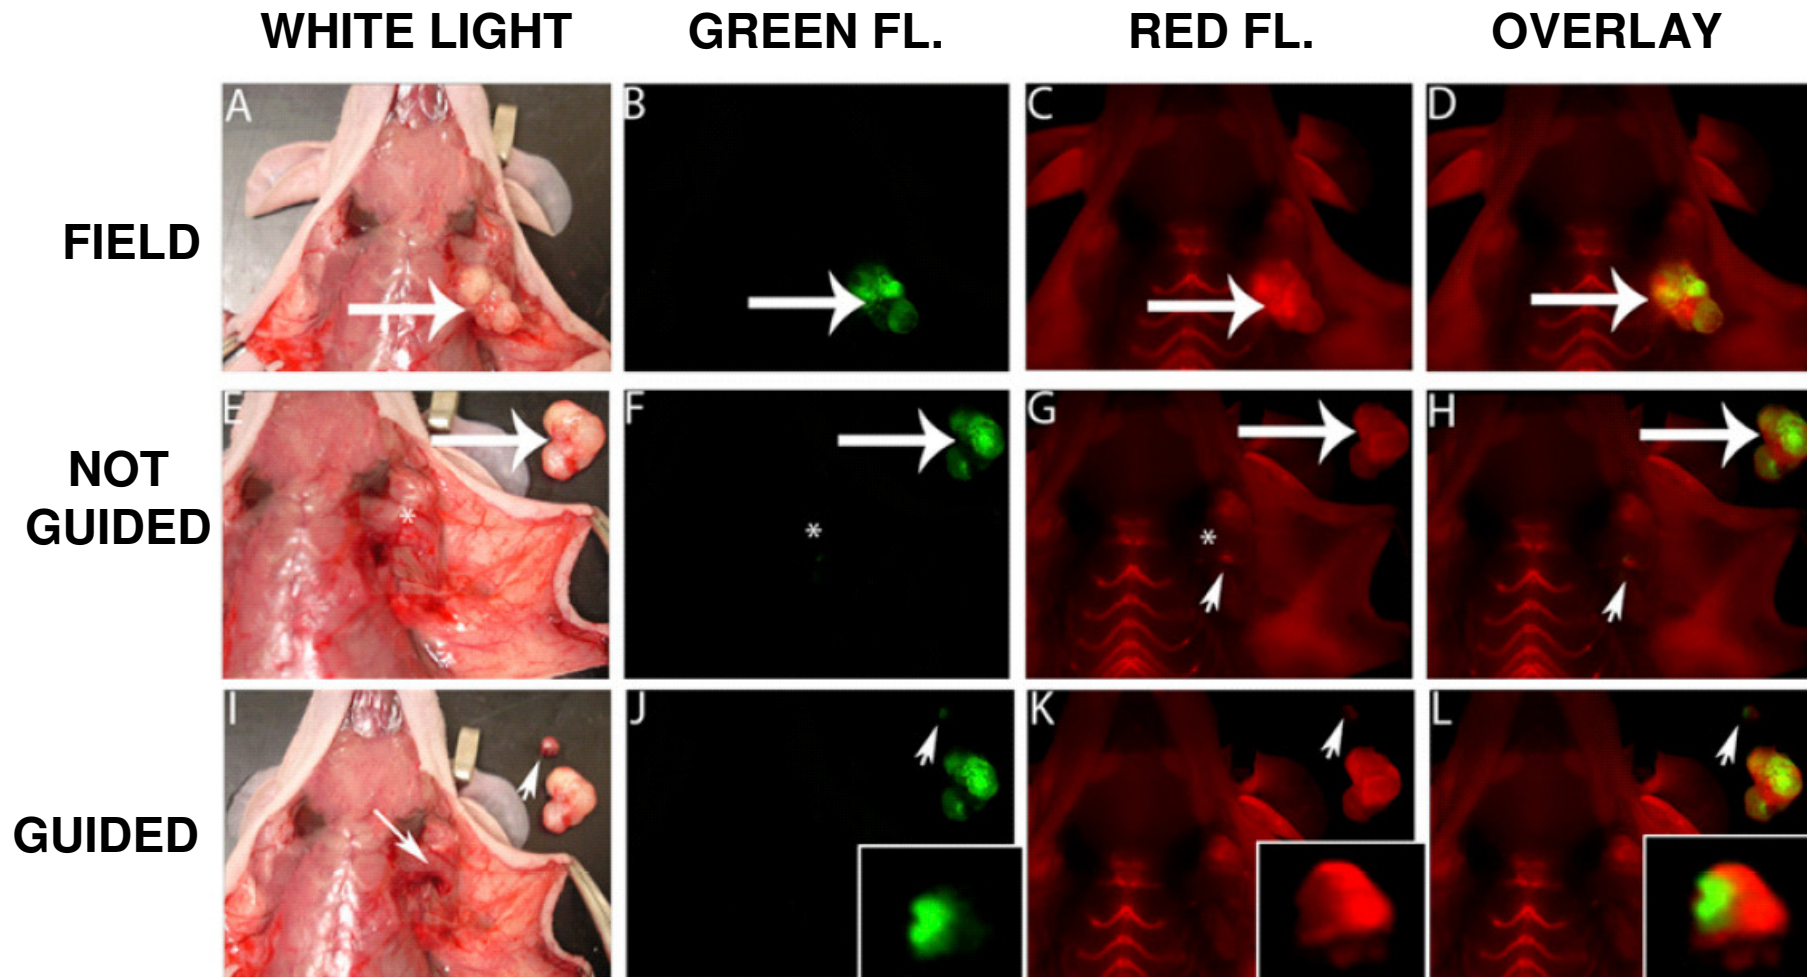 WHITE LIGHT GREEN FL. RED FL. OVERLAY
FIELD
A B C D
NOT
GUIDED
E F G H
* * *
GUIDED
I J K L